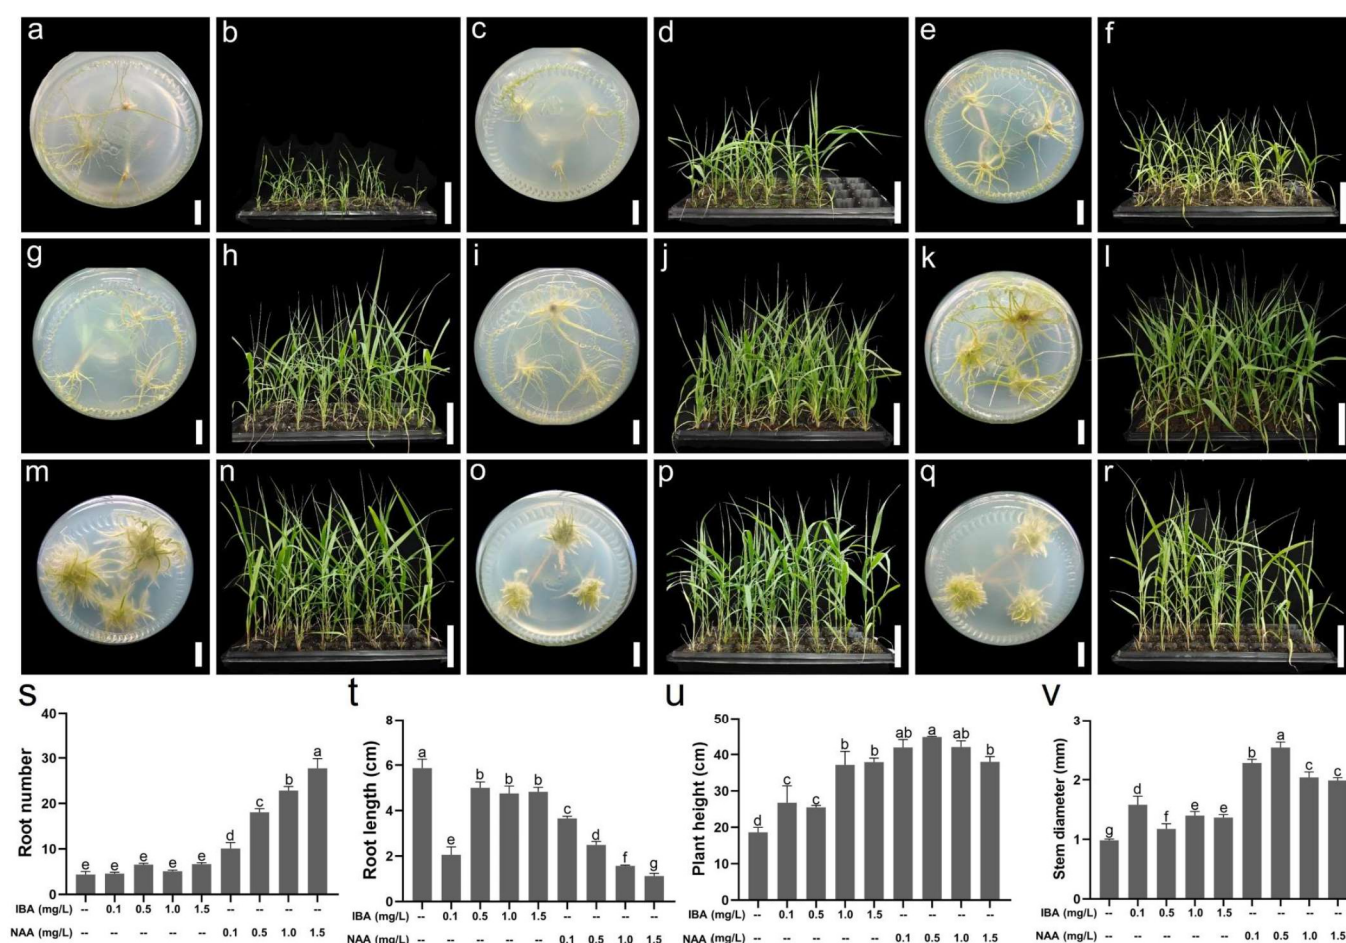 a b c d e f
g h i j k l
m n o p q r
s t u v
Root number
40
30
20
10
0
e e e e e d c b a
IBA (mg/L) -- 0.1 0.5 1.0 1.5 -- -- -- --
NAA (mg/L) -- -- -- -- -- 0.1 0.5 1.0 1.5
Root length (cm)
8
6
4
2
0
a e b b b c d f g
IBA (mg/L) -- 0.1 0.5 1.0 1.5 -- -- -- --
NAA (mg/L) -- -- -- -- -- 0.1 0.5 1.0 1.5
Plant height (cm)
50
40
30
20
10
0
d c c b b ab a ab b
IBA (mg/L) -- 0.1 0.5 1.0 1.5 -- -- -- --
NAA (mg/L) -- -- -- -- -- 0.1 0.5 1.0 1.5
Stem diameter (mm)
3
2
1
0
g d f e e b a c c
IBA (mg/L) -- 0.1 0.5 1.0 1.5 -- -- -- --
NAA (mg/L) -- -- -- -- -- 0.1 0.5 1.0 1.5